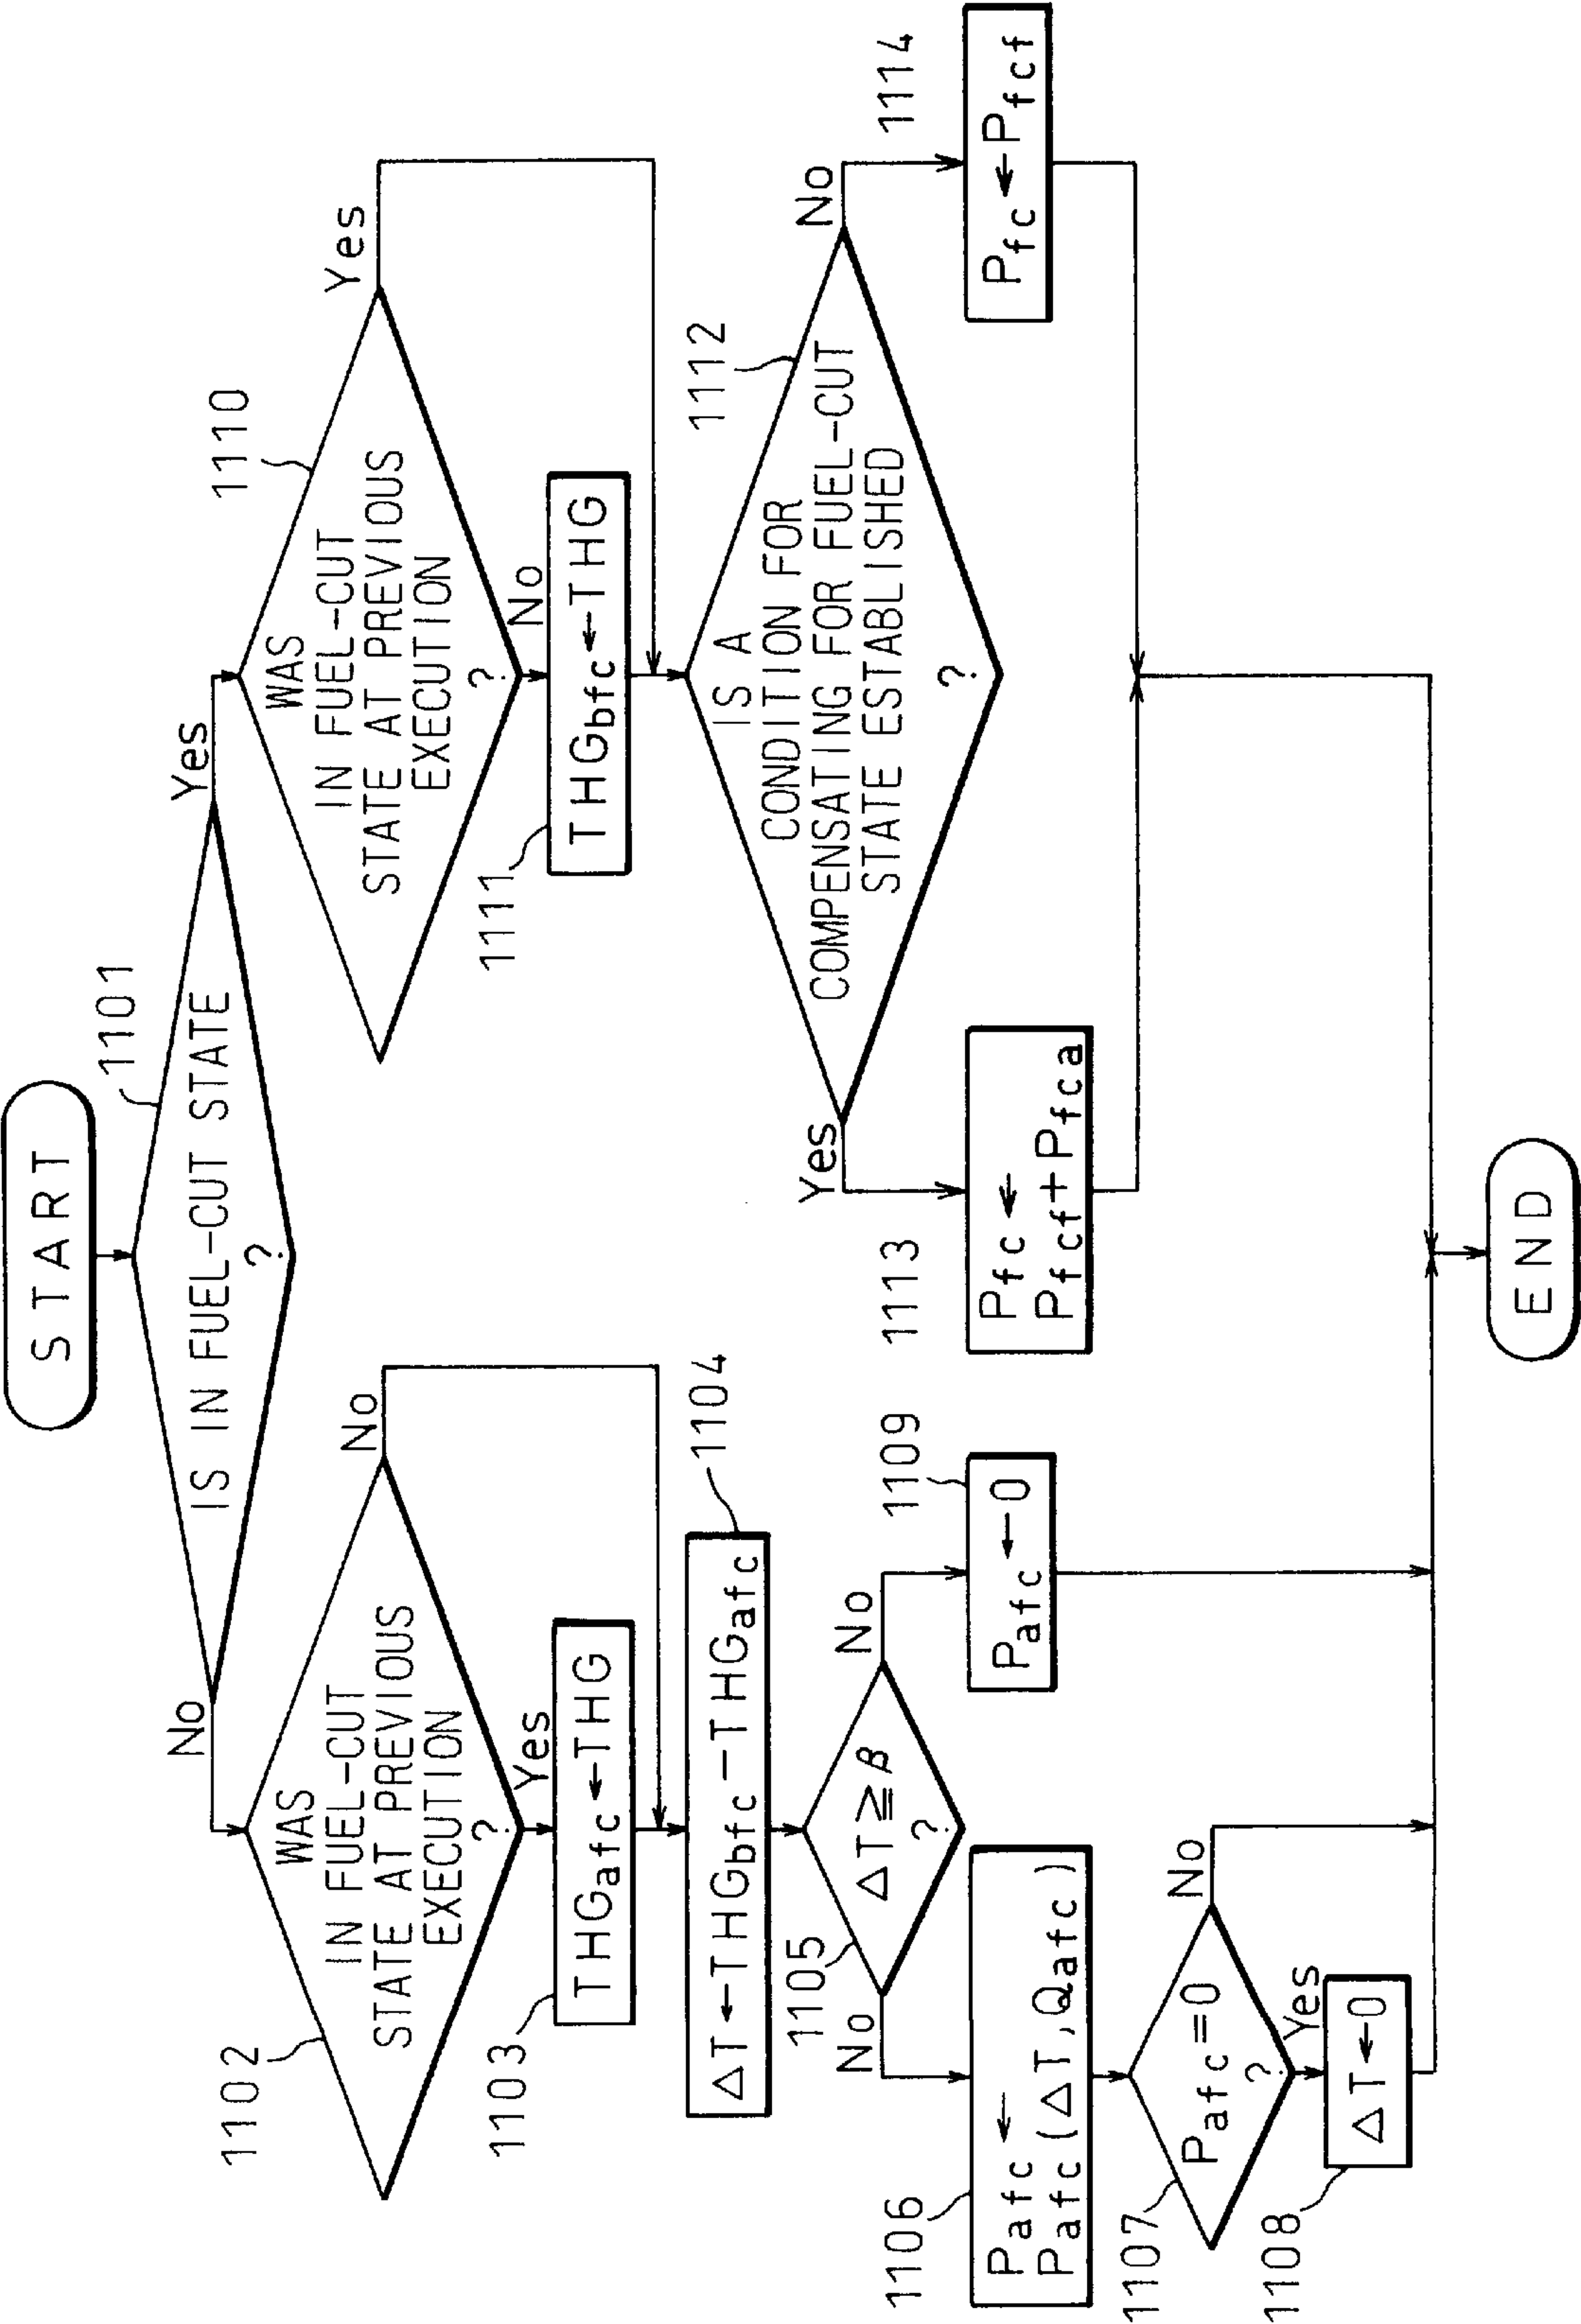 START
1101
IS IN FUEL-CUT STATE
?
No
Yes
1102
WAS
IN FUEL-CUT
STATE AT PREVIOUS
EXECUTION
?
No
Yes
1103
THGafc←THG
1104
ΔT←THGbfc−THGafc
1105
ΔT≧β
?
No
No
1106
Pafc ←
Pafc(ΔT,Qafc)
1109
Pafc←0
1107
Pafc=0
?
No
Yes
1108
ΔT←0
1110
WAS
IN FUEL-CUT
STATE AT PREVIOUS
EXECUTION
?
Yes
No
1111
THGbfc←THG
1112
IS A
CONDITION FOR
COMPENSATING FOR FUEL-CUT
STATE ESTABLISHED
?
Yes
No
1113
Pfc←
Pfcf+Pfca
1114
Pfc←Pfcf
END